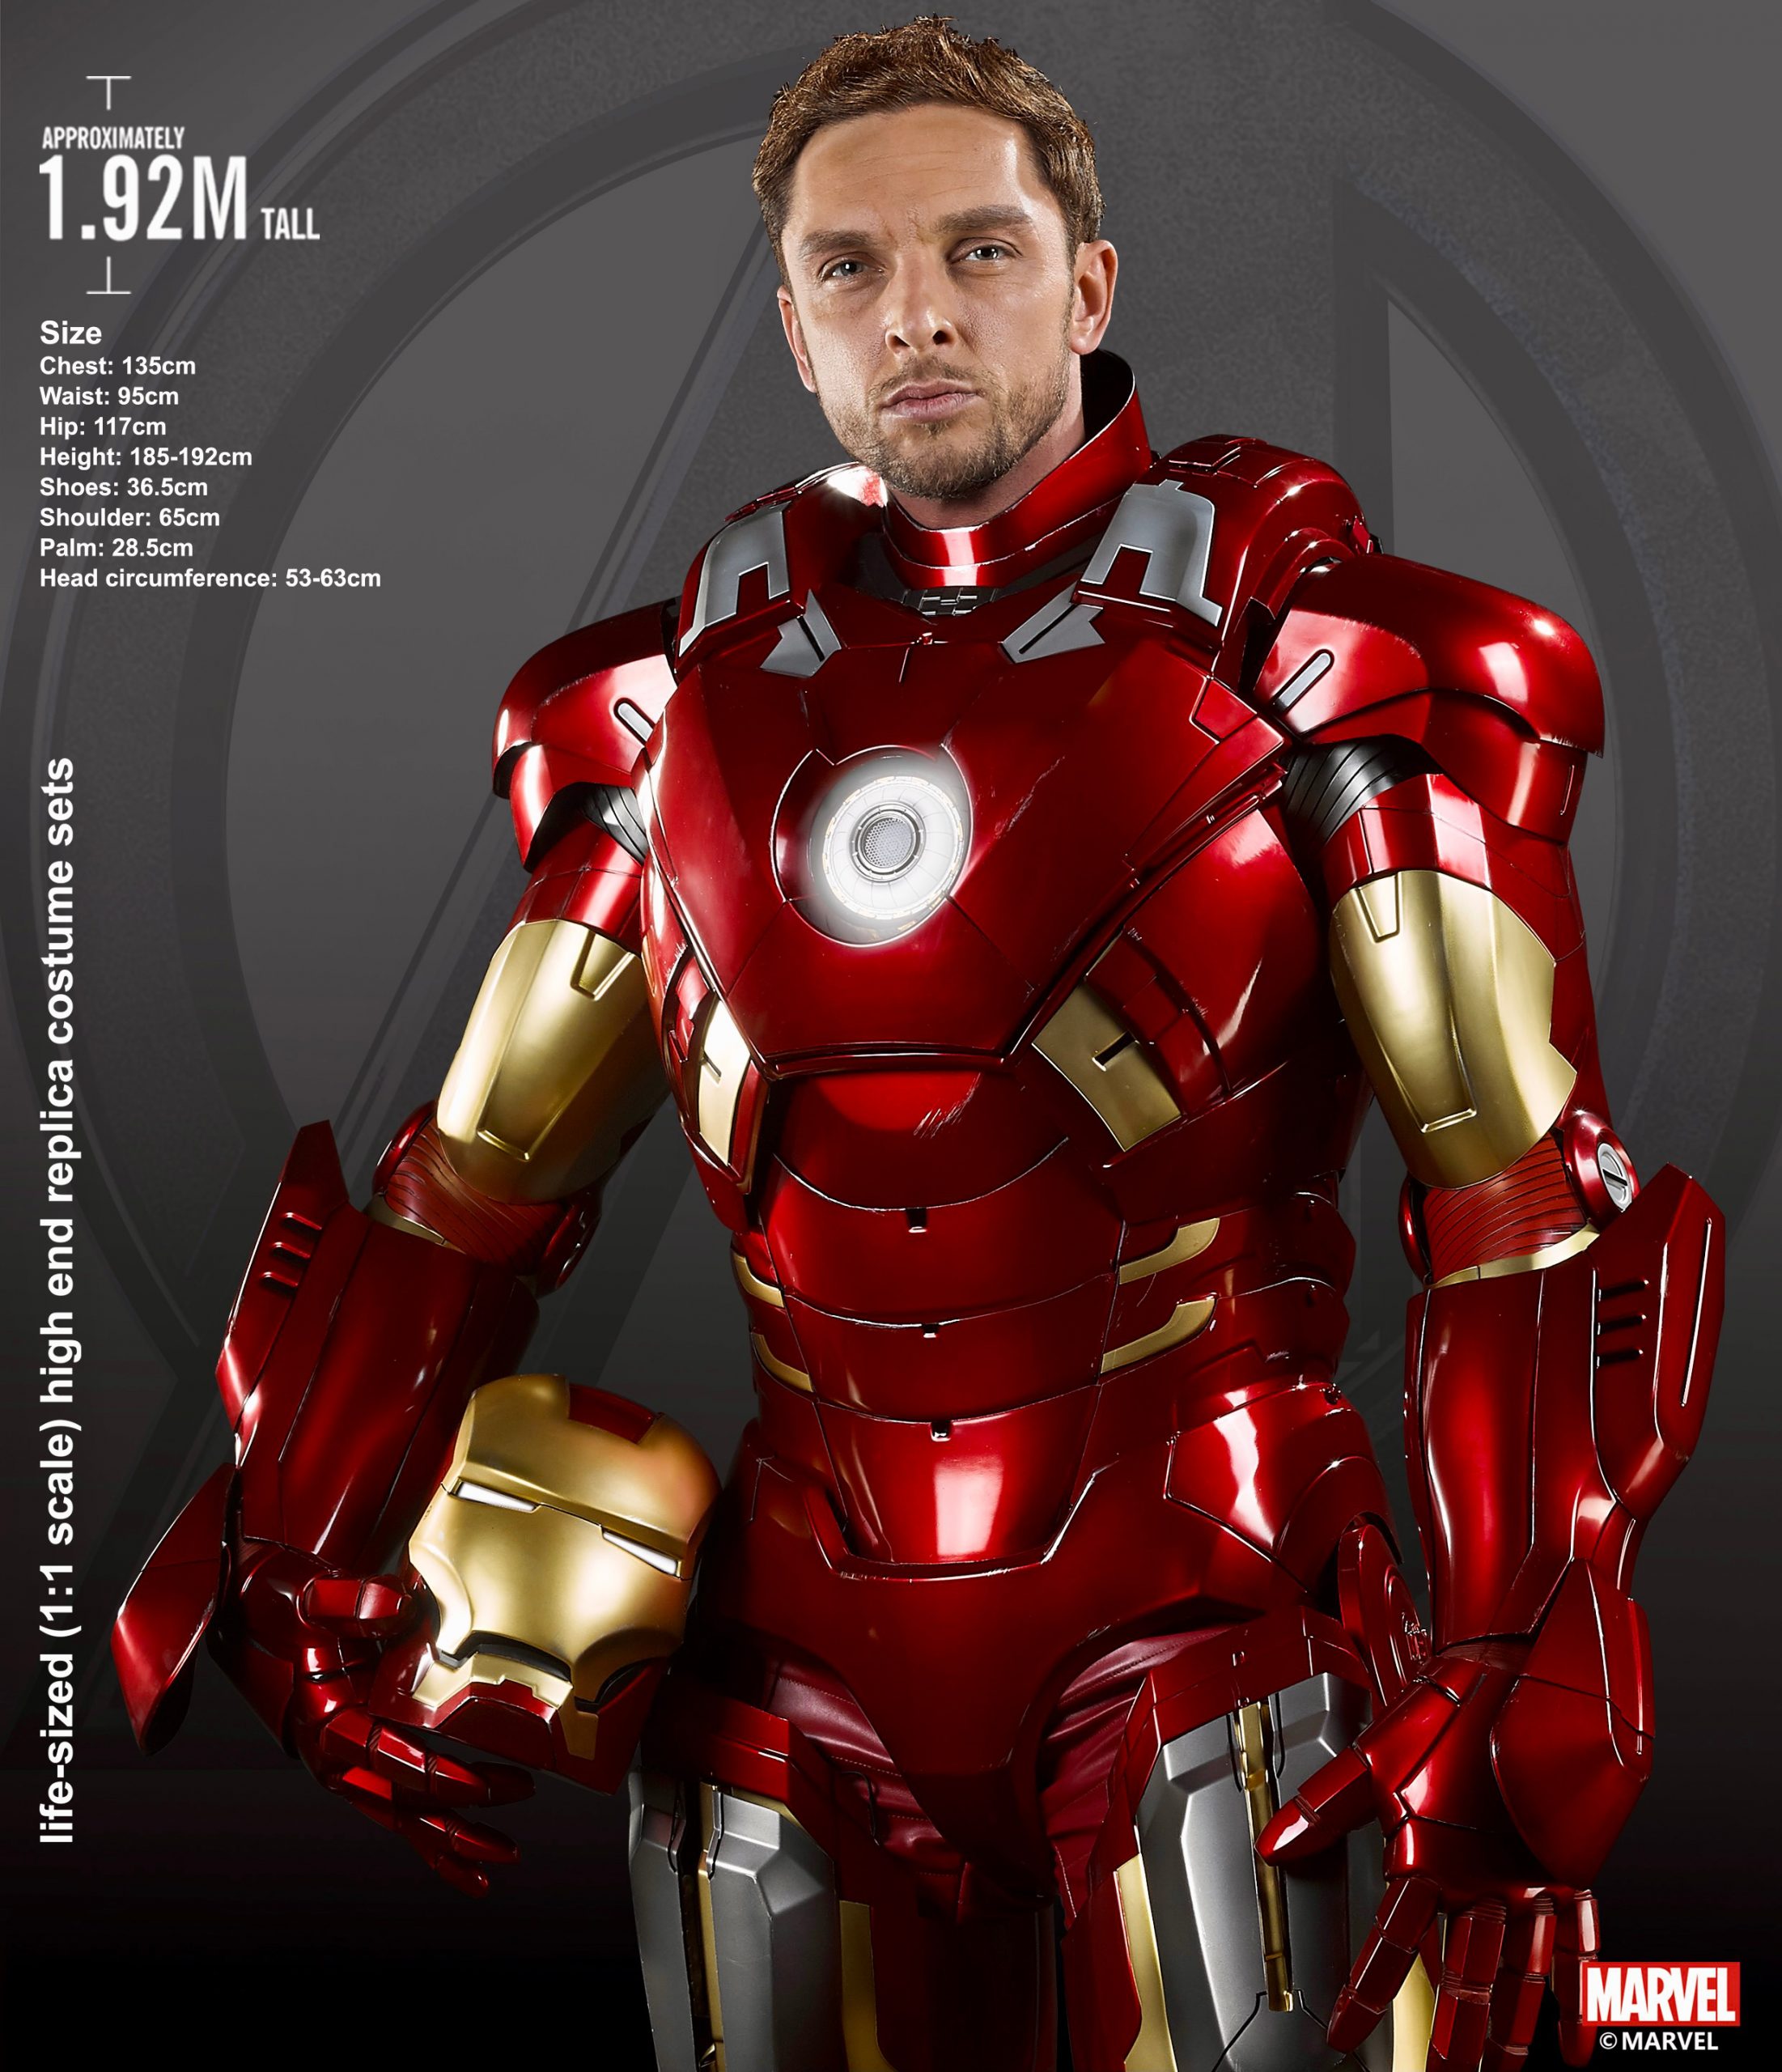 APPROXIMATELY
1.92M TALL
Size
Chest: 135cm
Waist: 95cm
Hip: 117cm
Height: 185-192cm
Shoes: 36.5cm
Shoulder: 65cm
Palm: 28.5cm
Head circumference: 53-63cm
life-sized (1:1 scale) high end replica costume sets
MARVEL
© MARVEL